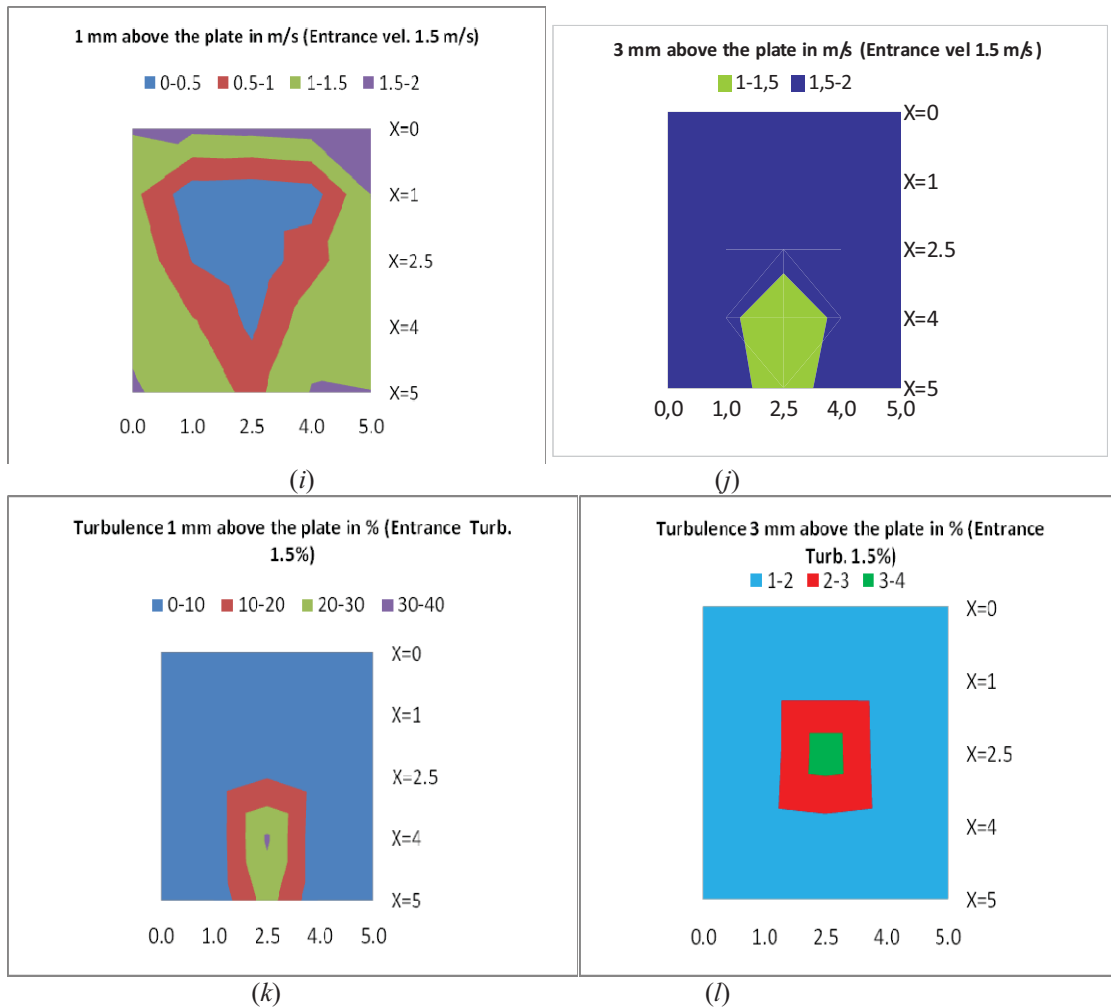 1 mm above the plate in m/s (Entrance vel. 1.5 m/s)
0-0.5 0.5-1 1-1.5 1.5-2
X=0
X=1
X=2.5
X=4
X=5
0.0 1.0 2.5 4.0 5.0
(i)
3 mm above the plate in m/s (Entrance vel 1.5 m/s)
1-1,5 1,5-2
X=0
X=1
X=2.5
X=4
X=5
0,0 1,0 2,5 4,0 5,0
(j)
Turbulence 1 mm above the plate in % (Entrance Turb.
1.5%)
0-10 10-20 20-30 30-40
X=0
X=1
X=2.5
X=4
X=5
0.0 1.0 2.5 4.0 5.0
(k)
Turbulence 3 mm above the plate in % (Entrance
Turb. 1.5%)
1-2 2-3 3-4
X=0
X=1
X=2.5
X=4
X=5
0.0 1.0 2.5 4.0 5.0
(l)